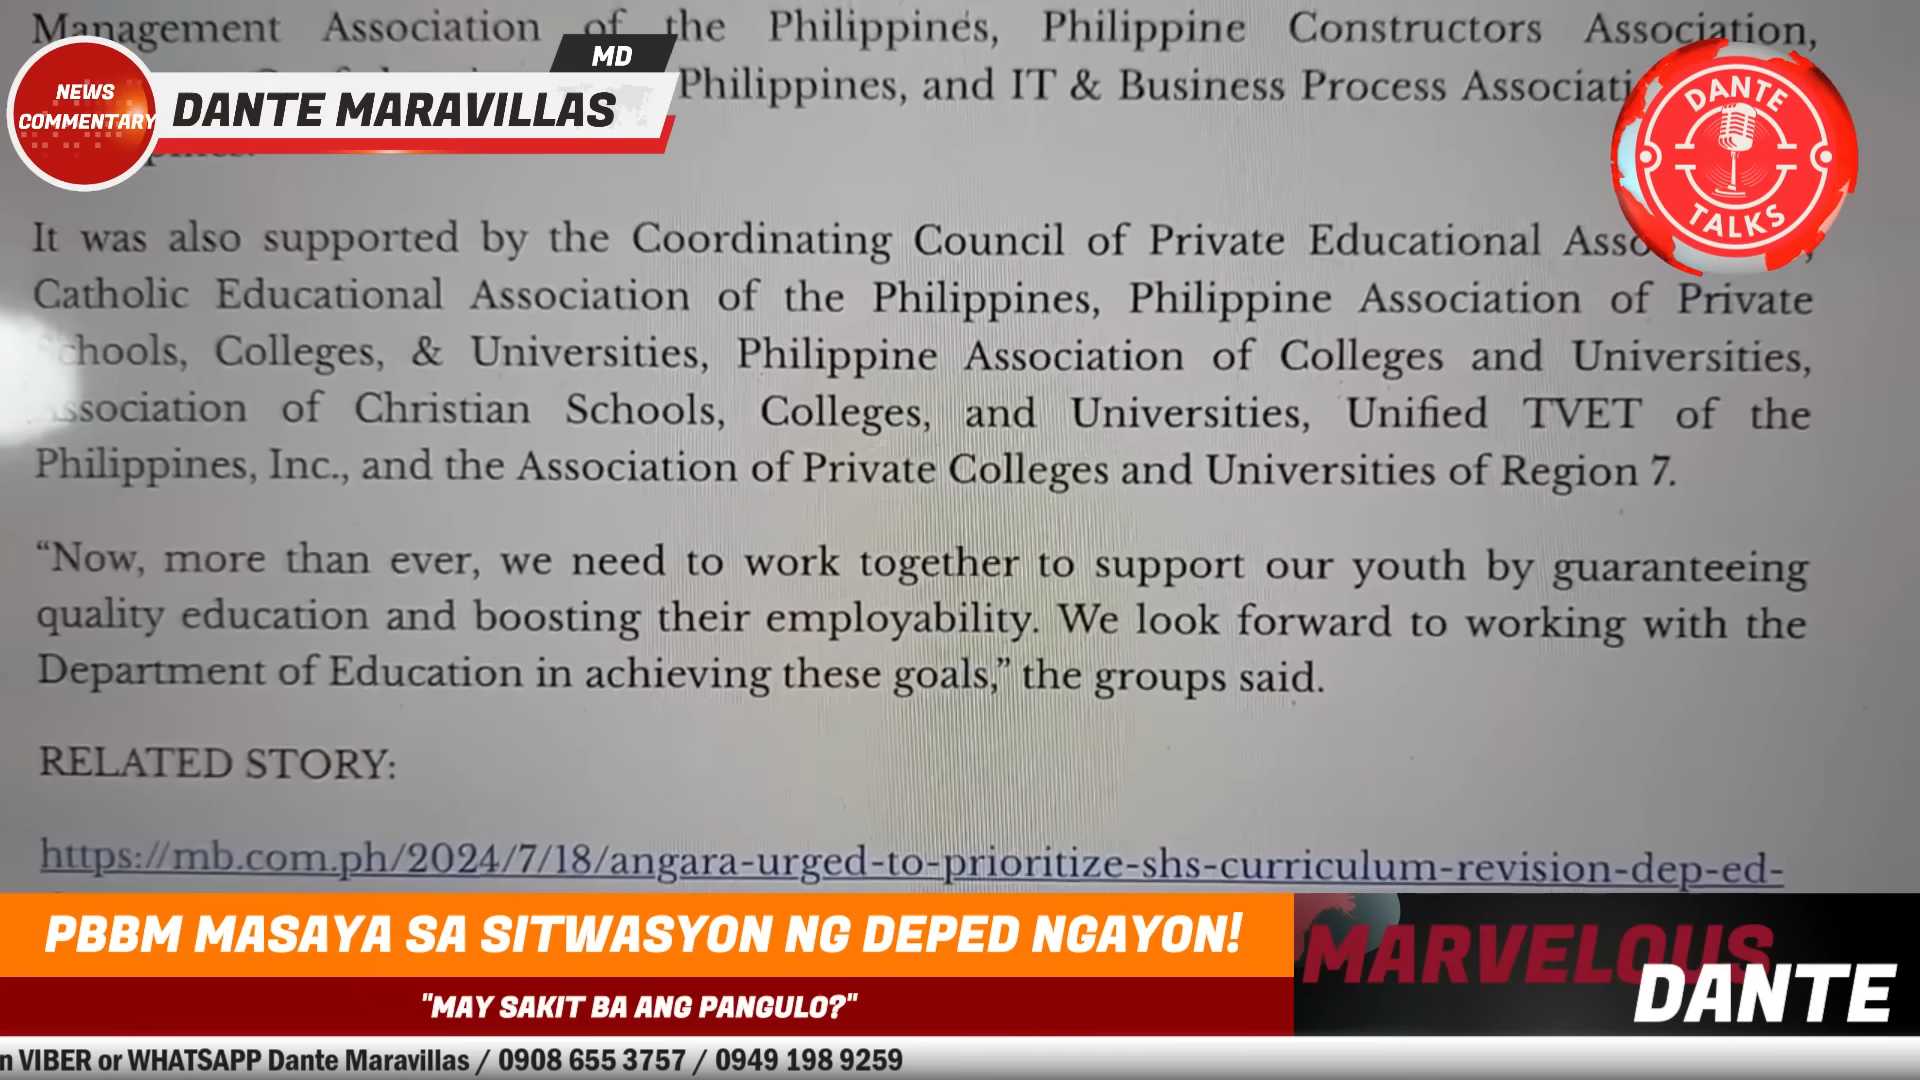 Management Association of the Philippines, Philippine Constructors Association,
MD
NEWS
COMMENTARY
DANTE MARAVILLAS
Philippines, and IT & Business Process
DANTE
TALKS
It was also supported by the Coordinating Council of Private Educational
Catholic Educational Association of the Philippines, Philippine Association of Private
Schools, Colleges, & Universities, Philippine Association of Colleges and Universities,
Association of Christian Schools, Colleges, and Universities, Unified TVET of the
Philippines, Inc., and the Association of Private Colleges and Universities of Region 7.
“Now, more than ever, we need to work together to support our youth by guaranteeing
quality education and boosting their employability. We look forward to working with the
Department of Education in achieving these goals,” the groups said.
RELATED STORY:
https://mb.com.ph/2024/7/18/angara-urged-to-prioritize-shs-curriculum-revision-dep-ed-
PBBM MASAYA SA SITWASYON NG DEPED NGAYON!
"MAY SAKIT BA ANG PANGULO?"
MARVELOUS
DANTE
n VIBER or WHATSAPP Dante Maravillas / 0908 655 3757 / 0949 198 9259